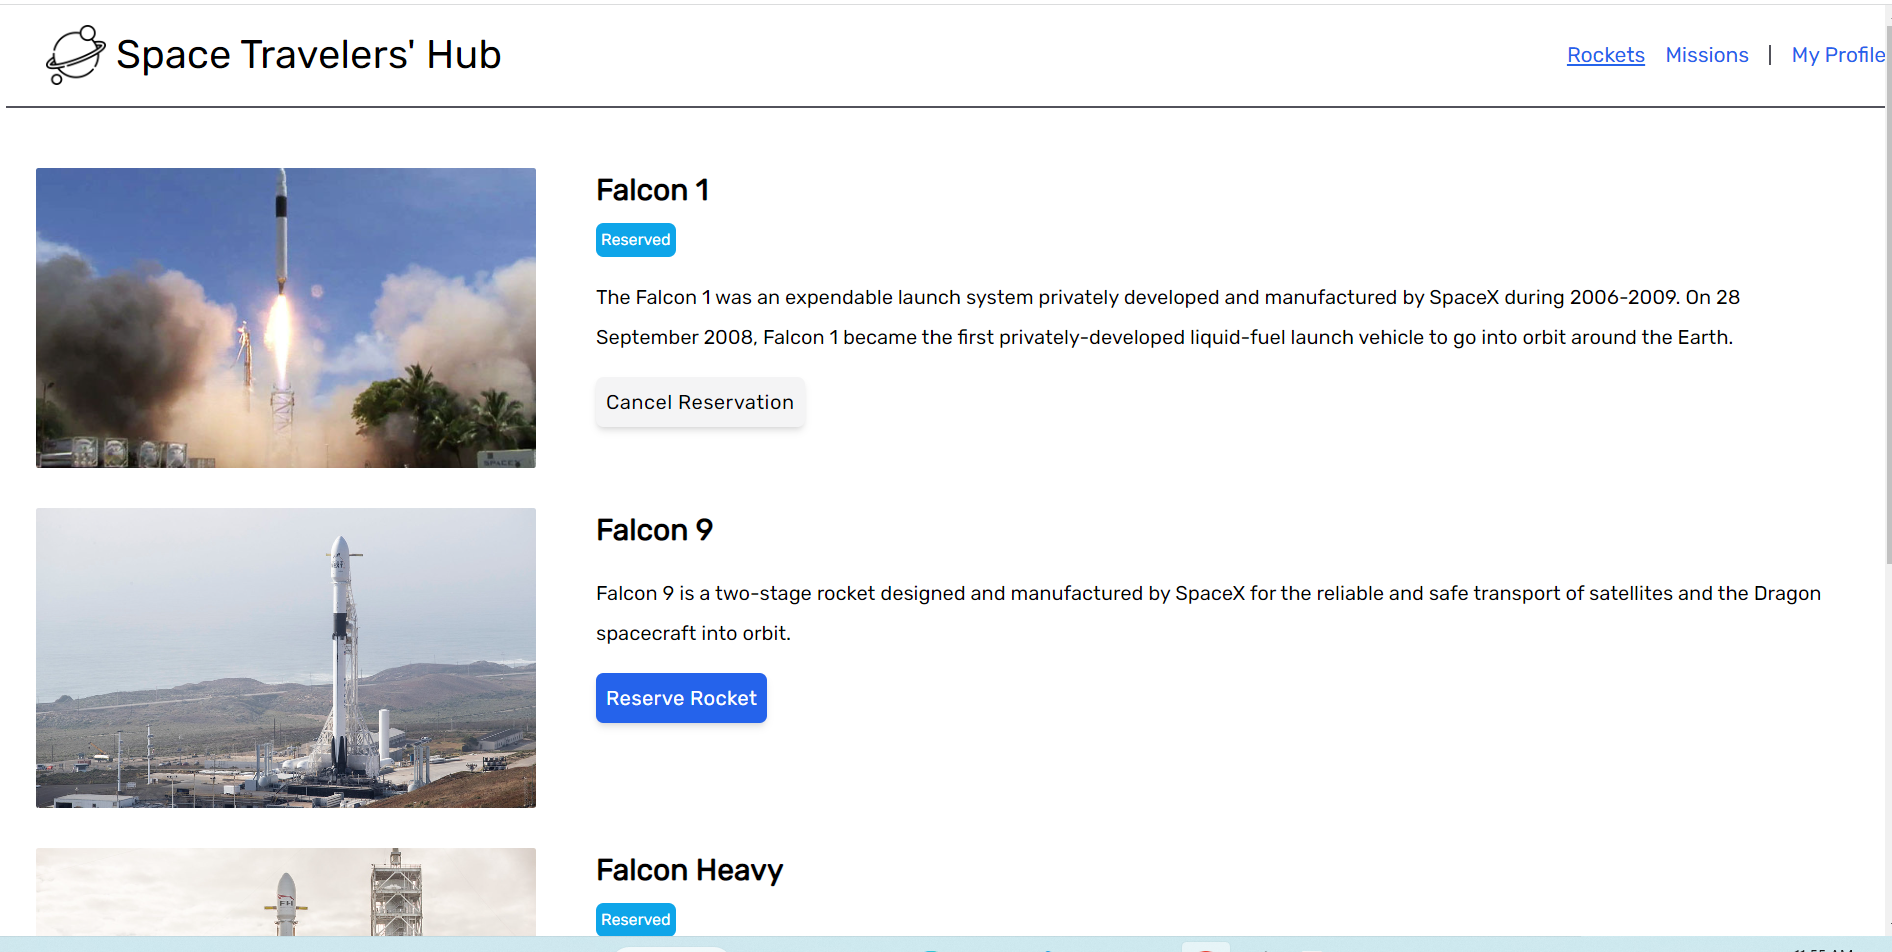 Space Travelers' Hub
Rockets Missions | My Profile
Falcon 1
Reserved
The Falcon 1 was an expendable launch system privately developed and manufactured by SpaceX during 2006-2009. On 28
September 2008, Falcon 1 became the first privately-developed liquid-fuel launch vehicle to go into orbit around the Earth.
Cancel Reservation
SPACEX
Falcon 9
Falcon 9 is a two-stage rocket designed and manufactured by SpaceX for the reliable and safe transport of satellites and the Dragon
spacecraft into orbit.
Reserve Rocket
Falcon Heavy
FH
Reserved